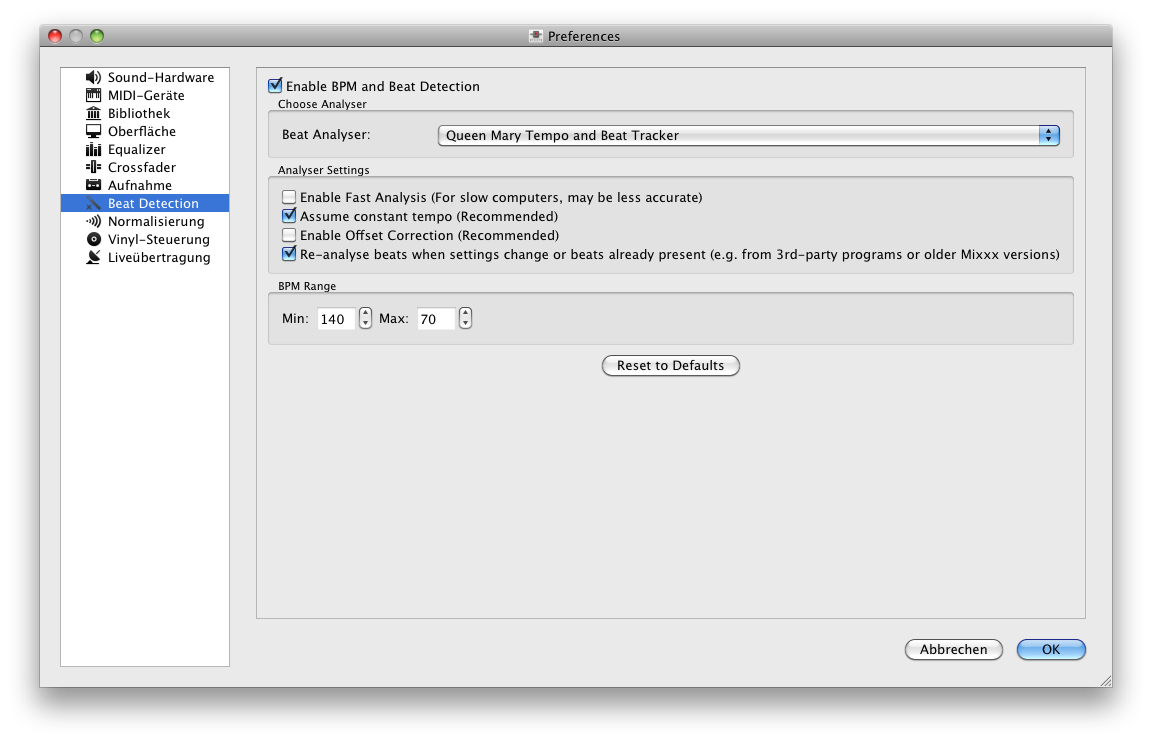 Preferences
Sound-Hardware
MIDI-Geräte
Bibliothek
Oberfläche
Equalizer
Crossfader
Aufnahme
Beat Detection
Normalisierung
Vinyl-Steuerung
Liveübertragung
Enable BPM and Beat Detection
Choose Analyser
Beat Analyser: Queen Mary Tempo and Beat Tracker
Analyser Settings
Enable Fast Analysis (For slow computers, may be less accurate)
Assume constant tempo (Recommended)
Enable Offset Correction (Recommended)
Re-analyse beats when settings change or beats already present (e.g. from 3rd-party programs or older Mixxx versions)
BPM Range
Min: 140 Max: 70
Reset to Defaults
Abbrechen OK